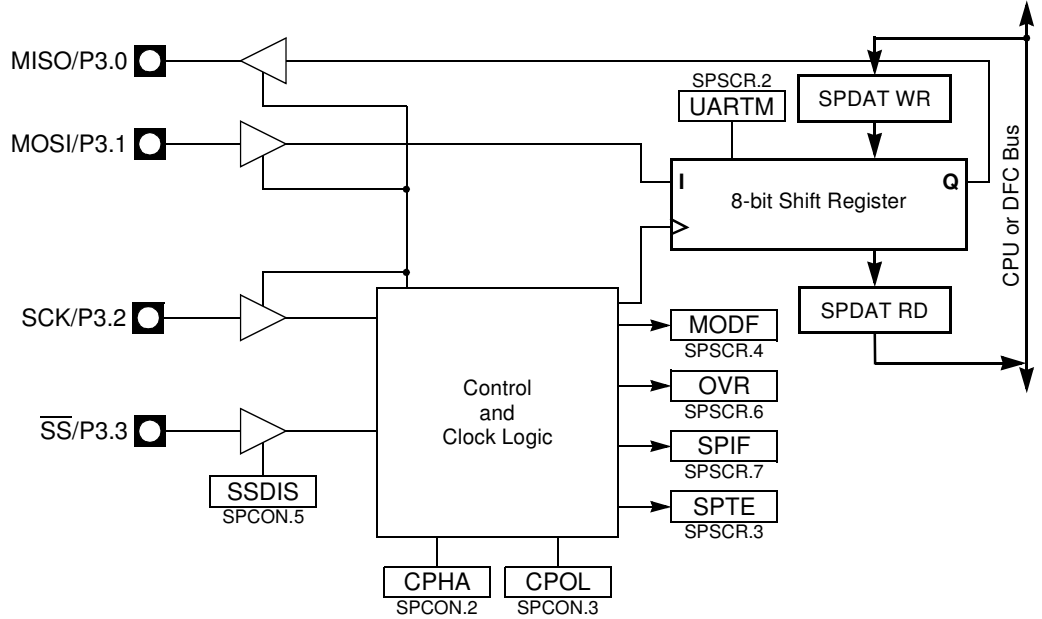 MISO/P3.0
MOSI/P3.1
SCK/P3.2
SS/P3.3
SSDIS
SPCON.5
Control
and
Clock Logic
CPHA
SPCON.2
CPOL
SPCON.3
SPSCR.2
UARTM
SPDAT WR
I
Q
8-bit Shift Register
SPDAT RD
CPU or DFC Bus
MODF
SPSCR.4
OVR
SPSCR.6
SPIF
SPSCR.7
SPTE
SPSCR.3